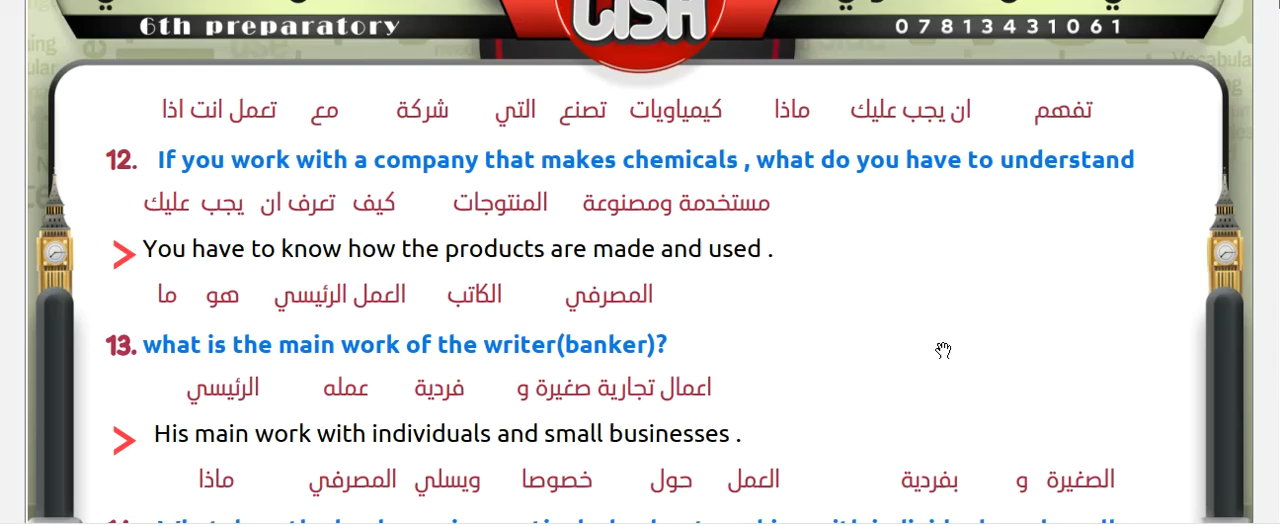 6th preparatory
07813431061
تفهم ان يجب عليك ماذا كيمياويات تصنع التي شركة مع تعمل انت اذا
12. If you work with a company that makes chemicals , what do you have to understand
مستخدمة ومصنوعة المنتوجات كيف تعرف ان يجب عليك
You have to know how the products are made and used .
المصرفي الكاتب العمل الرئيسي هو ما
13. what is the main work of the writer(banker)?
اعمال تجارية صغيرة و فردية عمله الرئيسي
His main work with individuals and small businesses .
الصغيرة و بفردية العمل حول خصوصا ويسلي المصرفي ماذا